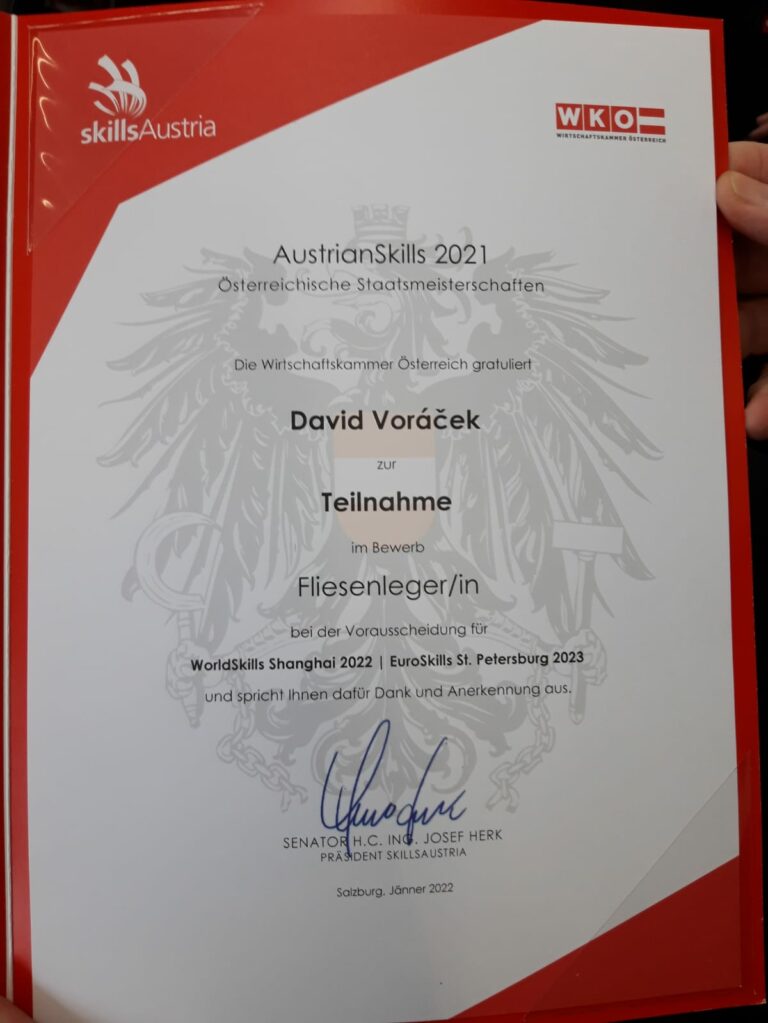 skillsAustria
WKO
WIRTSCHAFTSKAMMER ÖSTERREICH
AustrianSkills 2021
Österreichische Staatsmeisterschaften
Die Wirtschaftskammer Österreich gratuliert
David Voráček
zur
Teilnahme
im Bewerb
Fliesenleger/in
bei der Vorausscheidung für
WorldSkills Shanghai 2022 | EuroSkills St. Petersburg 2023
und spricht Ihnen dafür Dank und Anerkennung aus.
SENATOR H.C. ING. JOSEF HERK
PRÄSIDENT SKILLSAUSTRIA
Salzburg, Jänner 2022